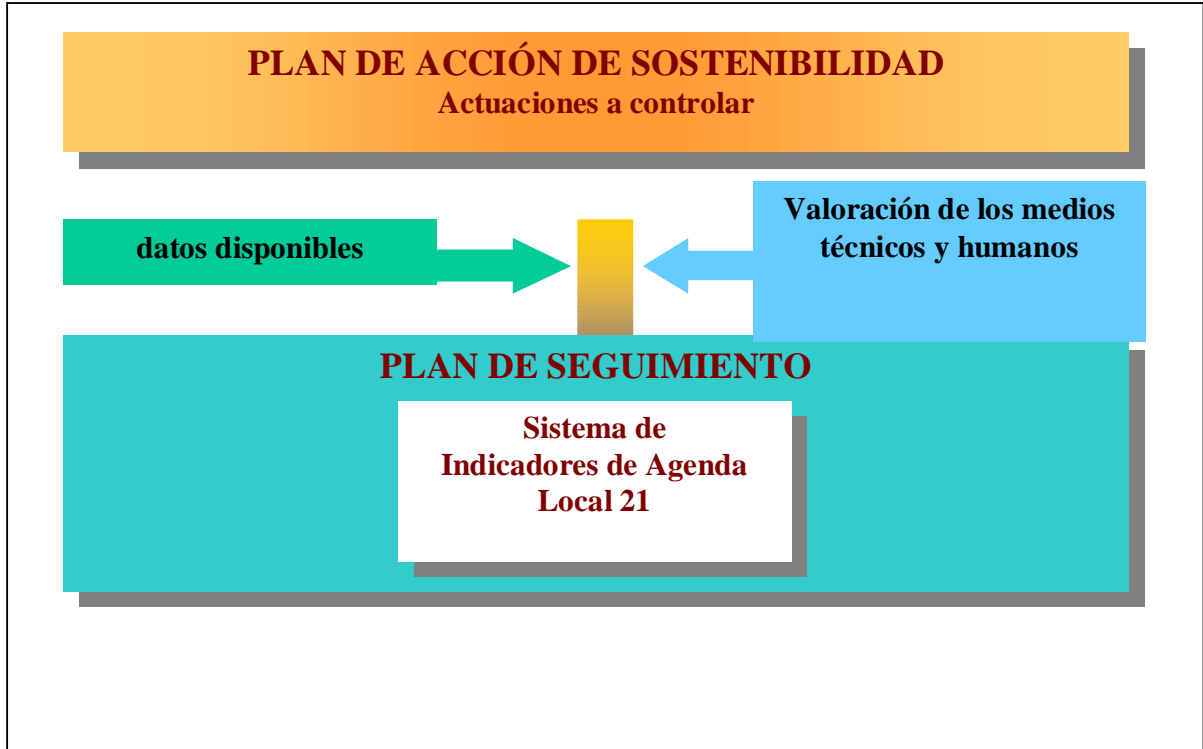 PLAN DE ACCIÓN DE SOSTENIBILIDAD
Actuaciones a controlar
datos disponibles
Valoración de los medios
técnicos y humanos
PLAN DE SEGUIMIENTO
Sistema de
Indicadores de Agenda
Local 21